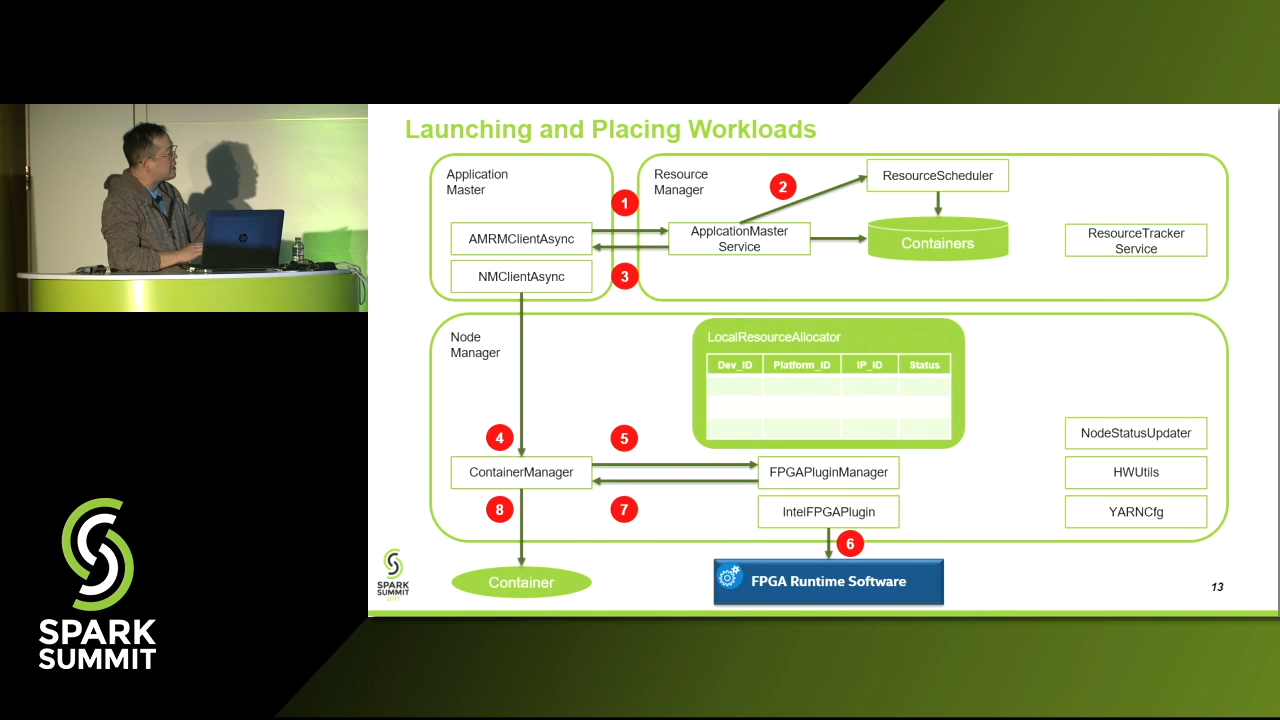 Launching and Placing Workloads
Application
Master
AMRMClientAsync
NMClientAsync
1
3
Resource
Manager
2
ApplcationMaster
Service
ResourceScheduler
Containers
ResourceTracker
Service
Node
Manager
LocalResourceAllocator
Dev_ID Platform_ID IP_ID Status
4
5
ContainerManager
FPGAPluginManager
8
7
IntelFPGAPlugin
6
NodeStatusUpdater
HWUtils
YARNCfg
Container
FPGA Runtime Software
SPARK
SUMMIT
2017
13
SPARK
SUMMIT
hp